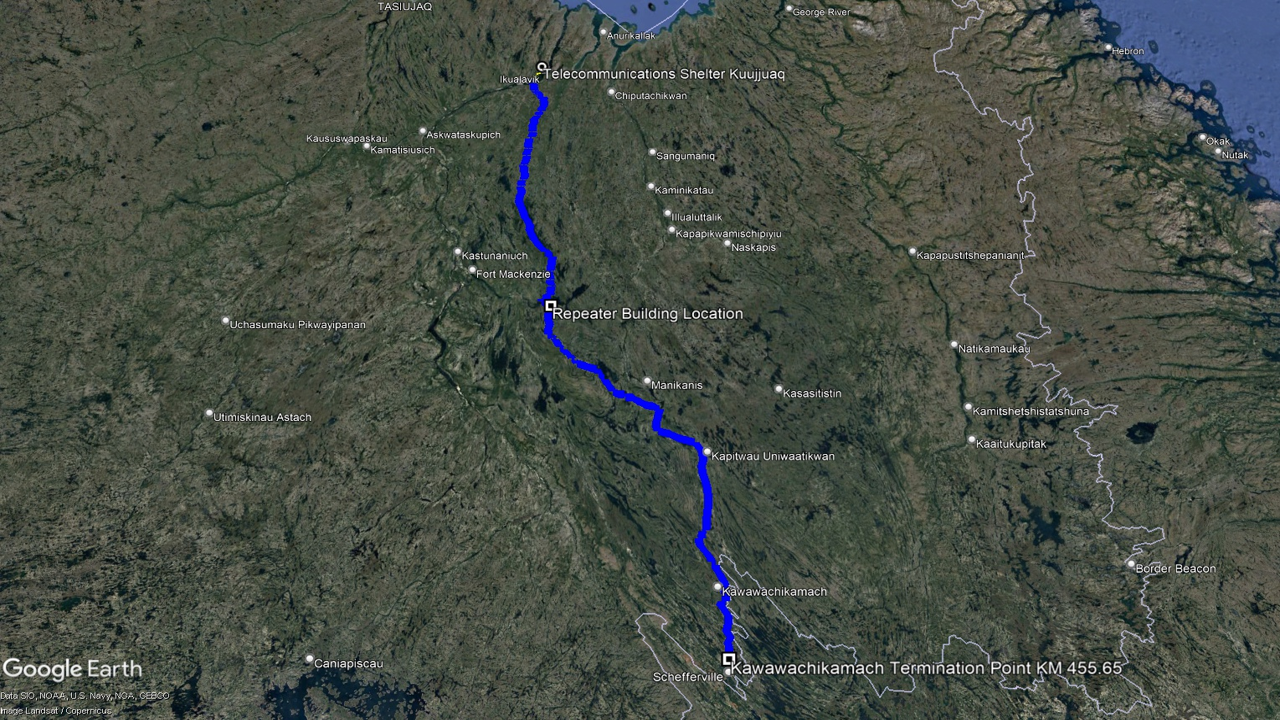 TASIUJAQ
George River
Anurikallak
Hebron
Telecommunications Shelter Kuujjuaq
Ikualavik
Chiputachikwan
Askwataskupich
Kaususwapaskau
Kamatisiusich
Okak
Nutak
Sangumaniq
Kaminikatau
Illualuttalik
Kapapikwamischipiyiu
Naskapis
Kastunaniuch
Kapapustitshepanianit
Fort Mackenzie
Repeater Building Location
Uchasumaku Pikwayipanan
Natikamaukau
Manikanis
Kasasitistin
Utimiskinau Astach
Kamitshetshistatshuna
Kaaitukupitak
Kapitwau Uniwaatikwan
Border Beacon
Kawawachikamach
Caniapiscau
Kawawachikamach Termination Point KM 455.65
Schefferville
Google Earth
Data SIO, NOAA, U.S. Navy, NGA, GEBCO
Image Landsat / Copernicus